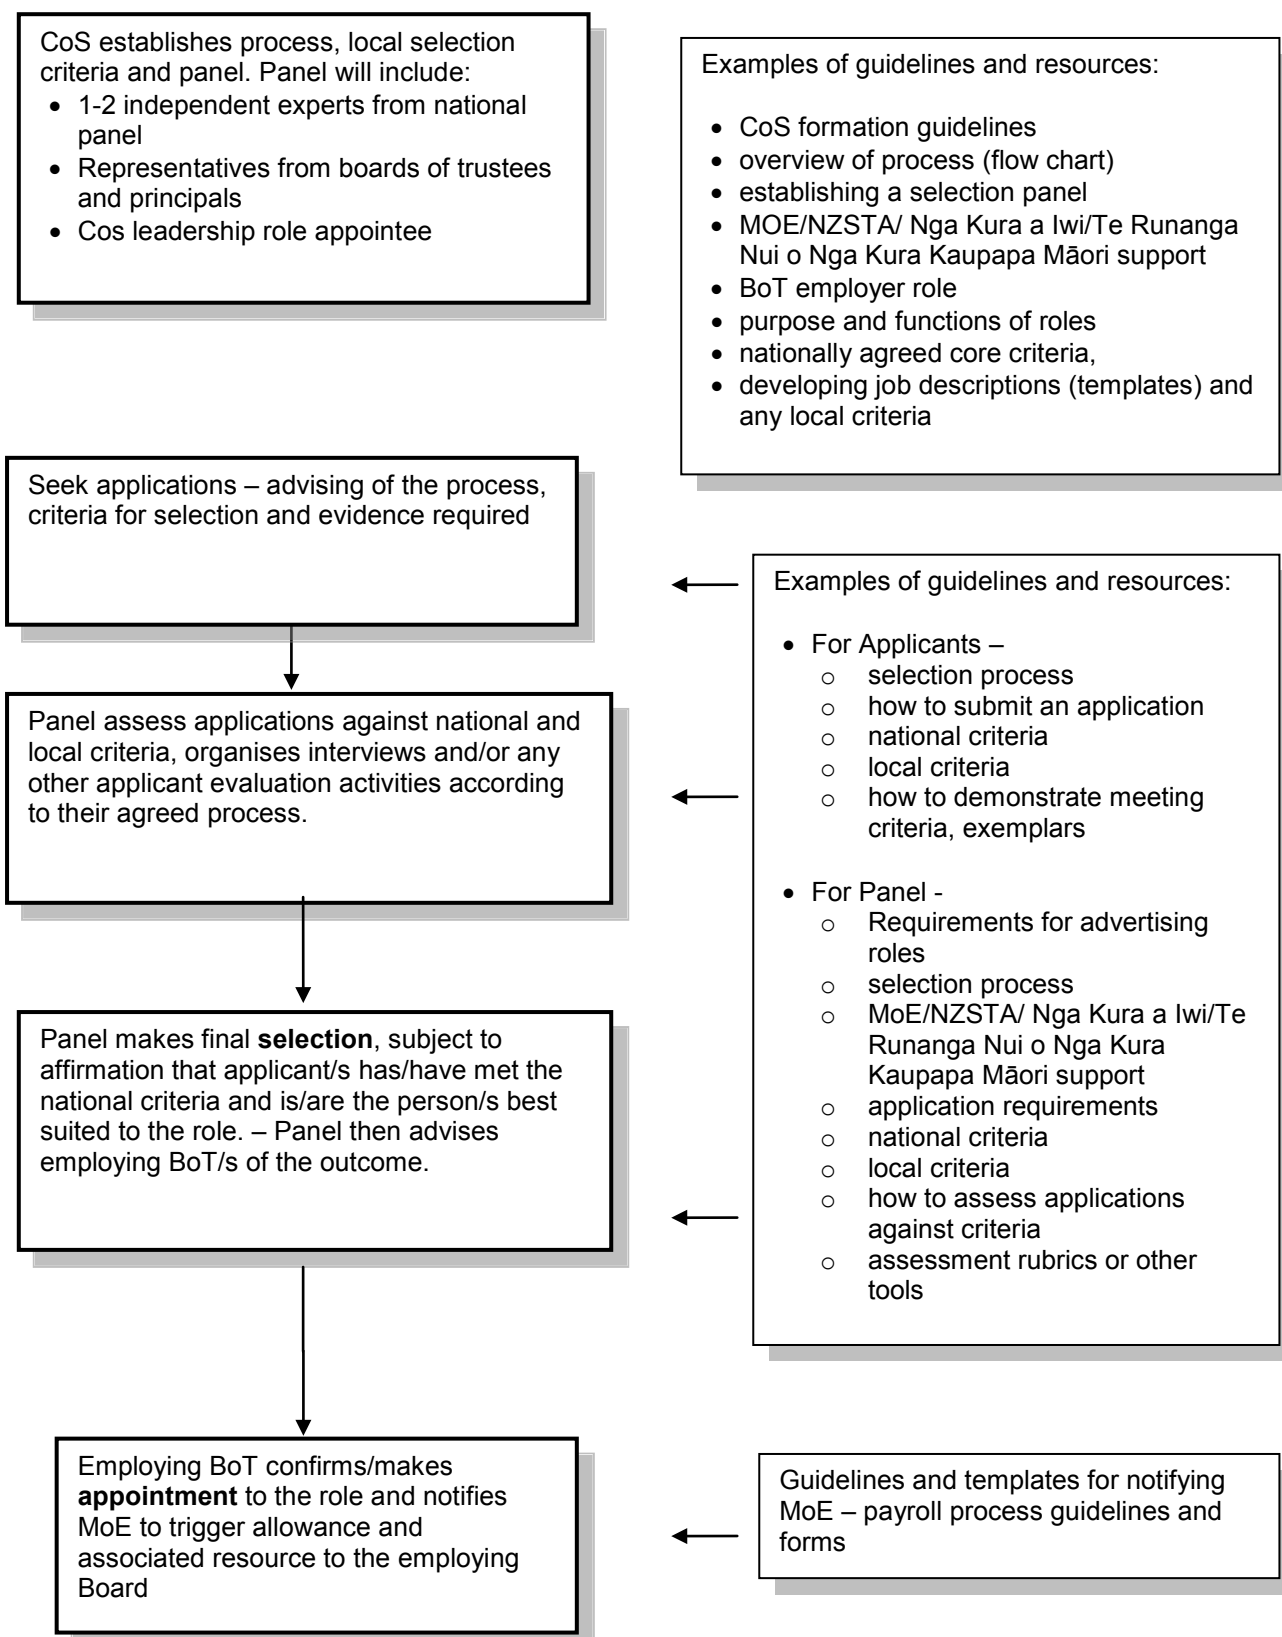 CoS establishes process, local selection
criteria and panel. Panel will include:
• 1-2 independent experts from national
panel
• Representatives from boards of trustees
and principals
• Cos leadership role appointee
Examples of guidelines and resources:
• CoS formation guidelines
• overview of process (flow chart)
• establishing a selection panel
• MOE/NZSTA/ Nga Kura a Iwi/Te Runanga
Nui o Nga Kura Kaupapa Māori support
• BoT employer role
• purpose and functions of roles
• nationally agreed core criteria,
• developing job descriptions (templates) and
any local criteria
Seek applications – advising of the process,
criteria for selection and evidence required
Panel assess applications against national and
local criteria, organises interviews and/or any
other applicant evaluation activities according
to their agreed process.
Panel makes final selection, subject to
affirmation that applicant/s has/have met the
national criteria and is/are the person/s best
suited to the role. – Panel then advises
employing BoT/s of the outcome.
Examples of guidelines and resources:
• For Applicants –
o selection process
o how to submit an application
o national criteria
o local criteria
o how to demonstrate meeting
criteria, exemplars
• For Panel -
o Requirements for advertising
roles
o selection process
o MoE/NZSTA/ Nga Kura a Iwi/Te
Runanga Nui o Nga Kura
Kaupapa Māori support
o application requirements
o national criteria
o local criteria
o how to assess applications
against criteria
o assessment rubrics or other
tools
Employing BoT confirms/makes
appointment to the role and notifies
MoE to trigger allowance and
associated resource to the employing
Board
Guidelines and templates for notifying
MoE – payroll process guidelines and
forms